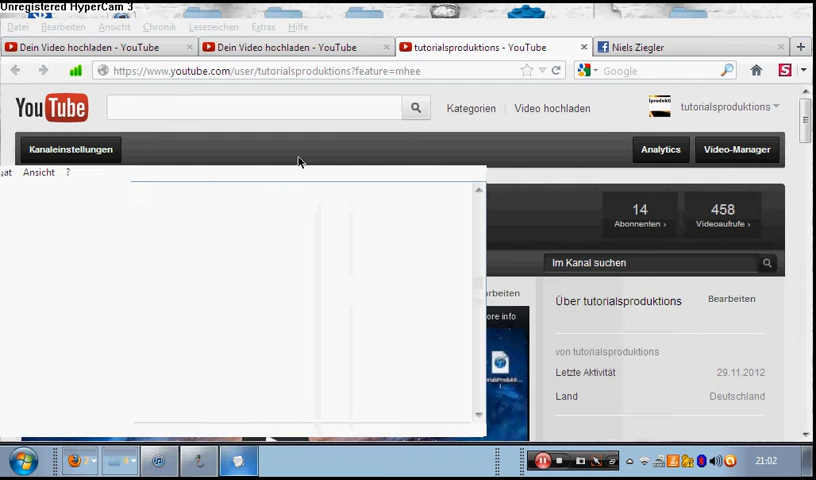 Unregistered HyperCam 3
Datei Bearbeiten Ansicht Chronik Lesezeichen Extras Hilfe
Dein Video hochladen - YouTube
Dein Video hochladen - YouTube
tutorialsproduktions - YouTube
Niels Ziegler
https://www.youtube.com/user/tutorialsproduktions?feature=mhee
Google
YouTube
Kategorien
Video hochladen
tutorialsproduktions
Kanaleinstellungen
Analytics
Video-Manager
Ansicht ?
14
458
Abonnenten ›
Videoaufrufe ›
Im Kanal suchen
arbeiten
Über tutorialsproduktions
Bearbeiten
ore info
von tutorialsproduktions
Letzte Aktivität
29.11.2012
Land
Deutschland
21:02